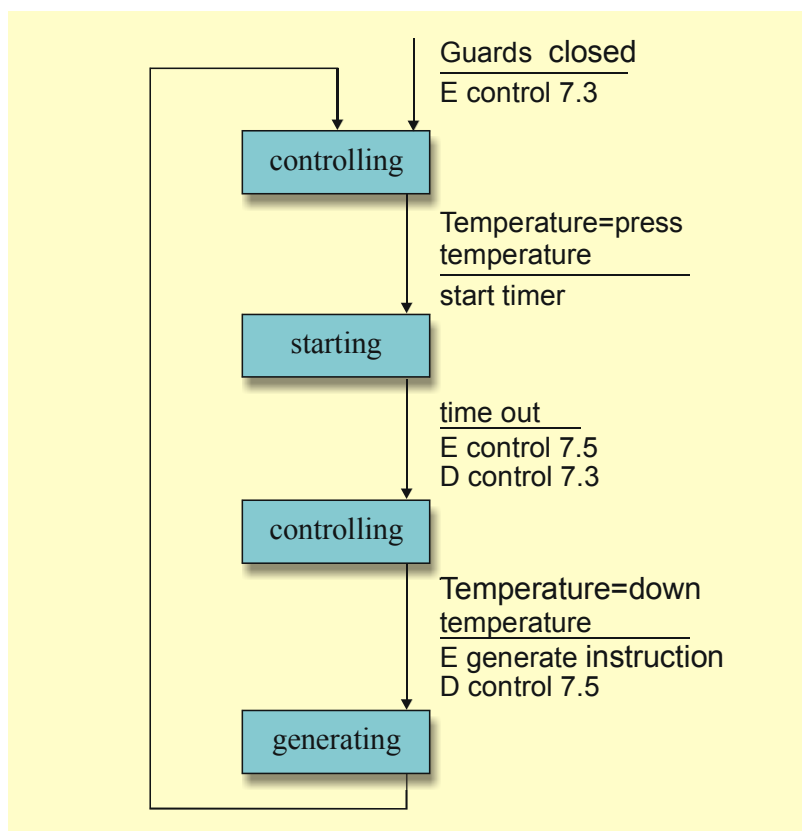 Guards closed
E control 7.3
controlling
Temperature=press
temperature
start timer
starting
time out
E control 7.5
D control 7.3
controlling
Temperature=down
temperature
E generate instruction
D control 7.5
generating